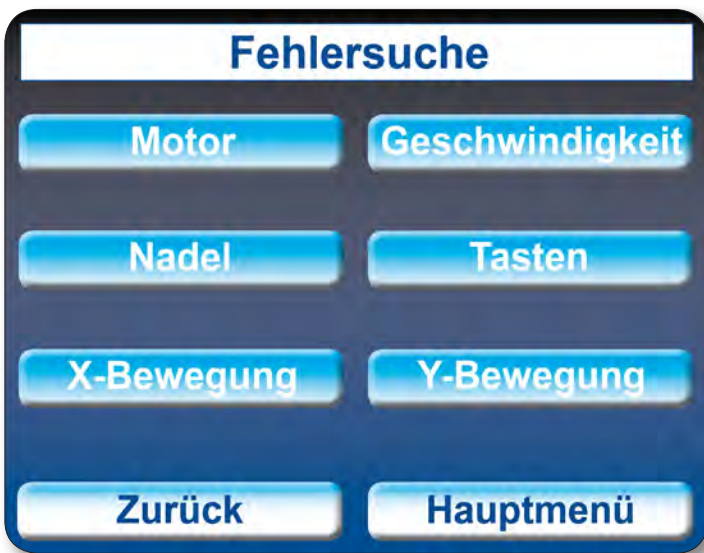 Fehlersuche
Motor
Geschwindigkeit
Nadel
Tasten
X-Bewegung
Y-Bewegung
Zurück
Hauptmenü